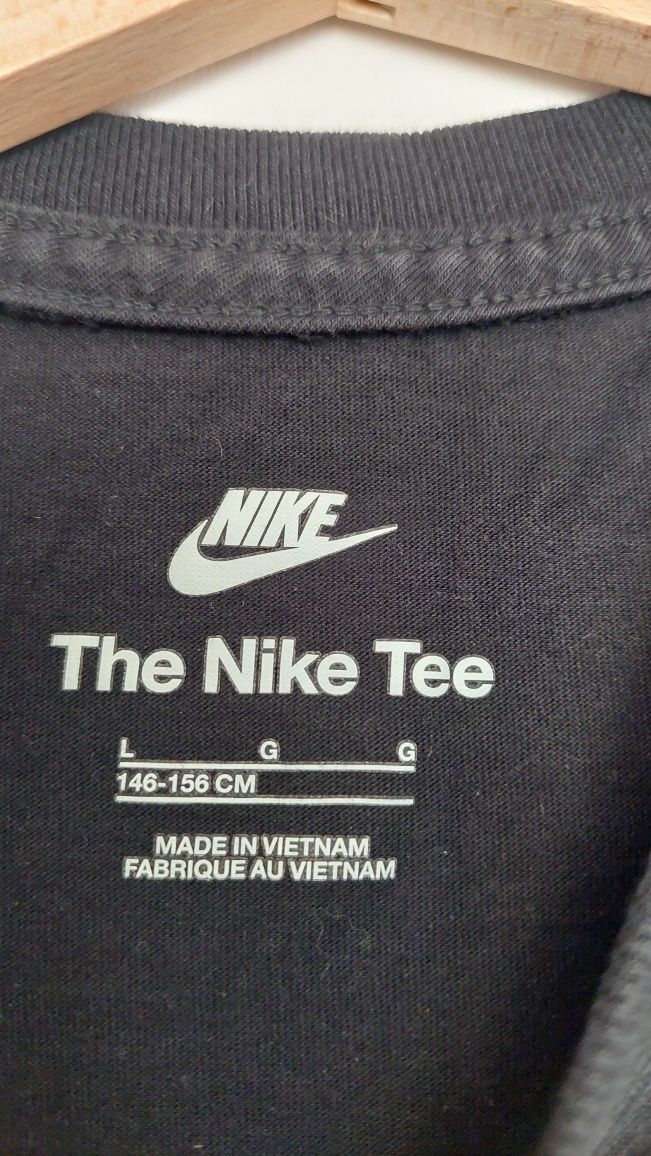 NIKE
The Nike Tee
L G G
146-156 CM
MADE IN VIETNAM
FABRIQUE AU VIETNAM